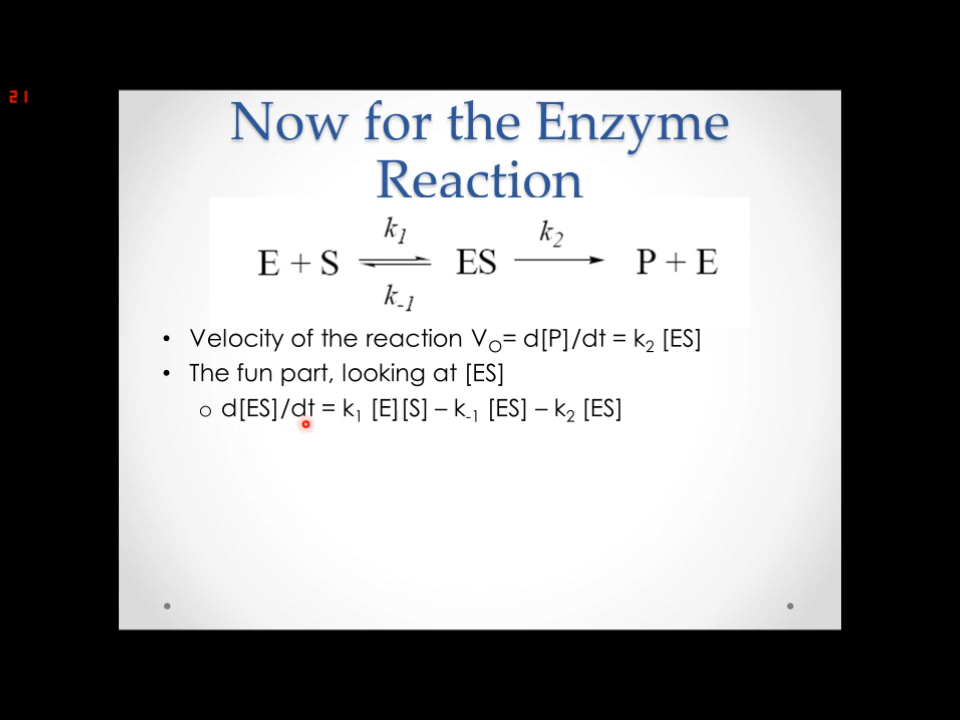 21
Now for the Enzyme
Reaction
k₁ k₂
E + S ⇌ ES → P + E
k₋₁
• Velocity of the reaction V_O= d[P]/dt = k₂ [ES]
• The fun part, looking at [ES]
o d[ES]/dt = k₁ [E][S] – k₋₁ [ES] – k₂ [ES]